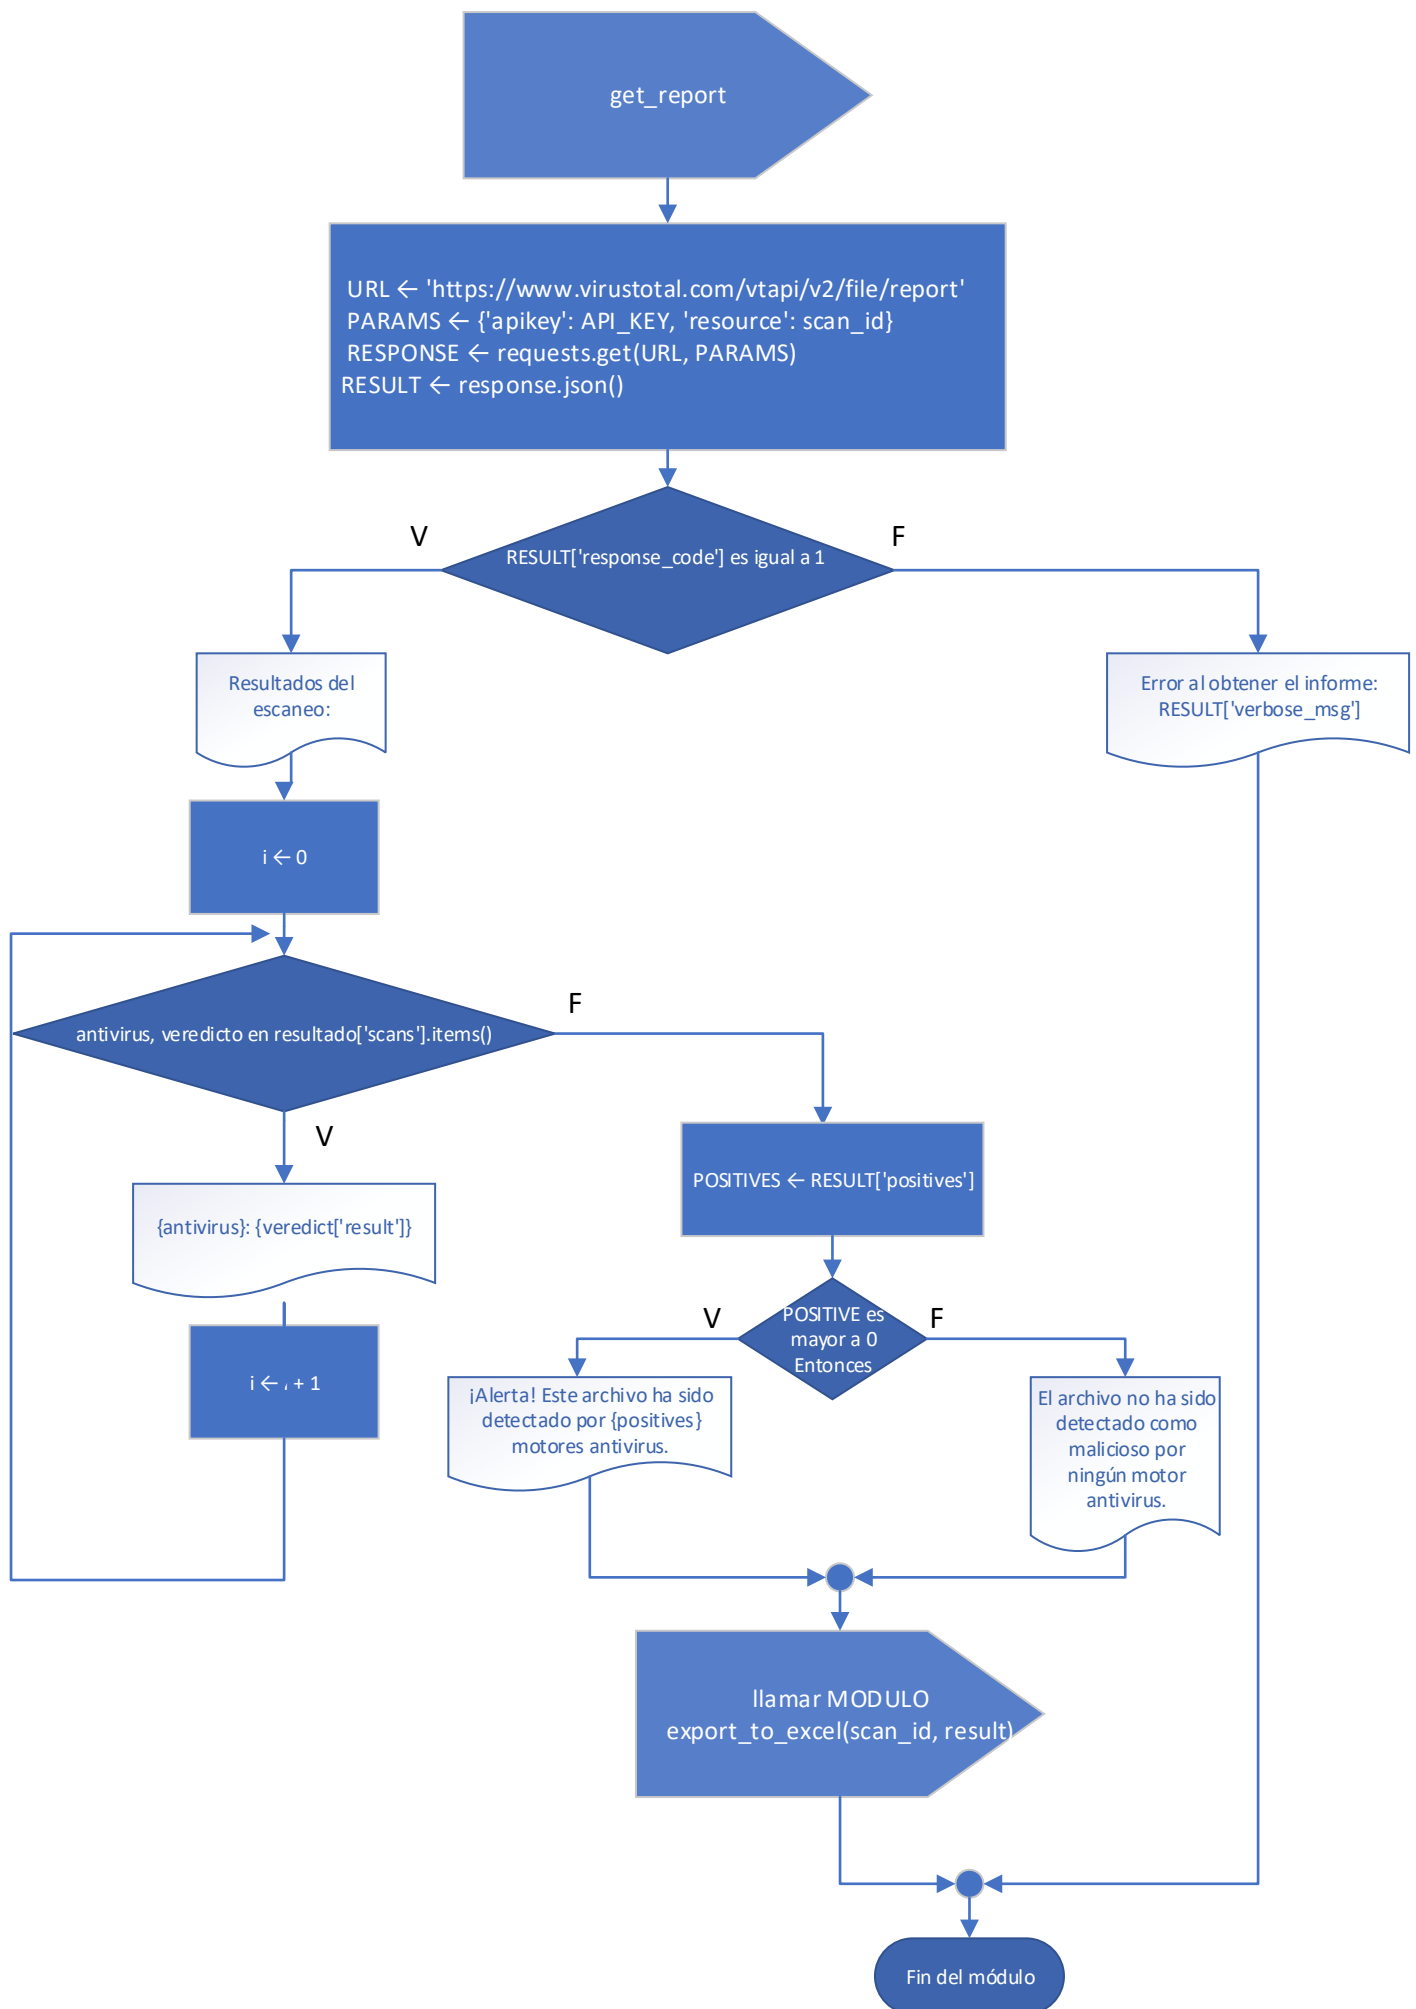 get_report
URL ← 'https://www.virustotal.com/vtapi/v2/file/report'
PARAMS ← {'apikey': API_KEY, 'resource': scan_id}
RESPONSE ← requests.get(URL, PARAMS)
RESULT ← response.json()
V
F
RESULT['response_code'] es igual a 1
Resultados del
escaneo:
Error al obtener el informe:
RESULT['verbose_msg']
i ← 0
F
antivirus, veredicto en resultado['scans'].items()
V
POSITIVES ← RESULT['positives']
{antivirus}: {veredict['result']}
V
F
POSITIVE es
mayor a 0
Entonces
i ← + 1
¡Alerta! Este archivo ha sido
detectado por {positives}
motores antivirus.
El archivo no ha sido
detectado como
malicioso por
ningún motor
antivirus.
llamar MODULO
export_to_excel(scan_id, result)
Fin del módulo